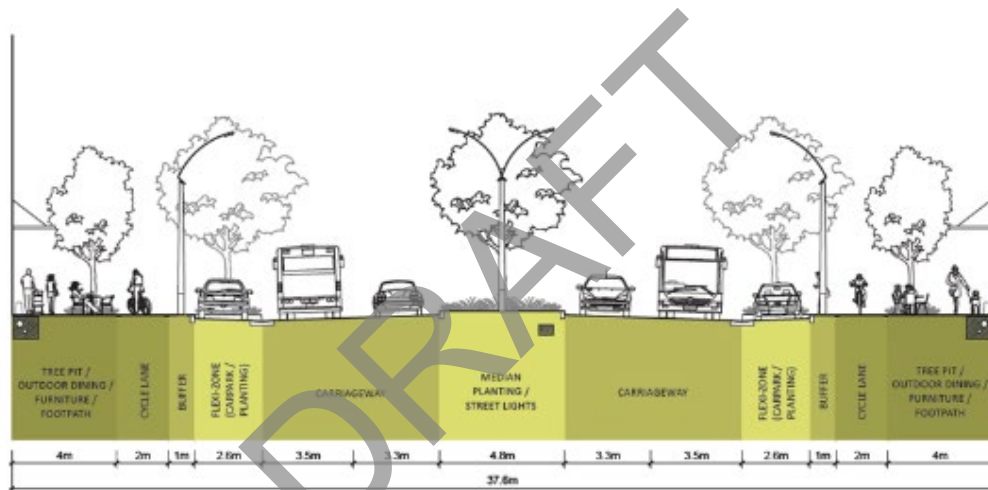 DRAFT
TREE PIT /
OUTDOOR DINING /
FURNITURE /
FOOTPATH
CYCLE LANE
BUFFER
FLEXI-ZONE
(CARPARK /
PLANTING)
CARRIAGEWAY
MEDIAN
PLANTING /
STREET LIGHTS
CARRIAGEWAY
FLEXI-ZONE
(CARPARK /
PLANTING)
BUFFER
CYCLE LANE
TREE PIT /
OUTDOOR DINING /
FURNITURE /
FOOTPATH
4m 2m 1m 2.6m 3.5m 3.3m 4.8m 3.3m 3.5m 2.6m 1m 2m 4m
37.6m